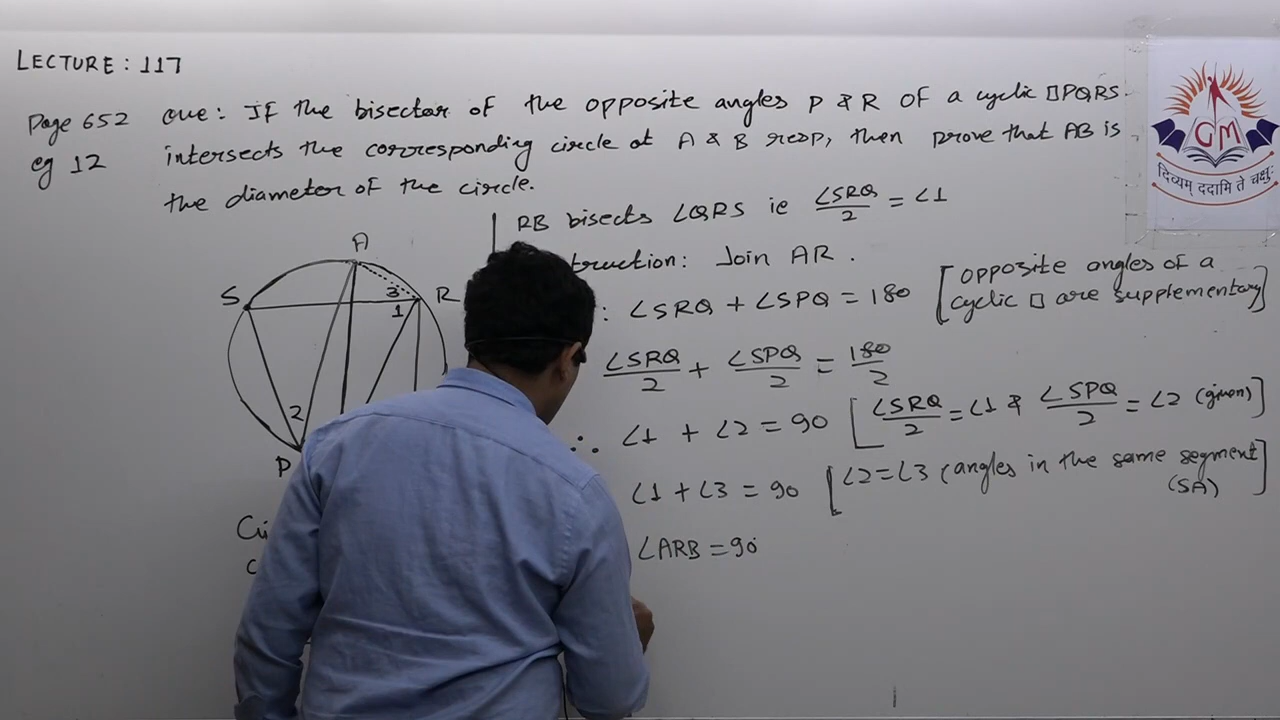 LECTURE : 117
Page 652
eg 12
que : If the bisector of the opposite angles P & R of a cyclic □PQRS
intersects the corresponding circle at A & B resp, then prove that AB is
the diameter of the circle.
RB bisects ∠QRS ie ∠SRQ/2 = ∠1
truction: Join AR .
: ∠SRQ + ∠SPQ = 180 [opposite angles of a
cyclic □ are supplementary]
∠SRQ/2 + ∠SPQ/2 = 180/2
∴ ∠1 + ∠2 = 90 [∠SRQ/2 = ∠1 & ∠SPQ/2 = ∠2 (given)]
∠1 + ∠3 = 90 [∠2 = ∠3 (angles in the same segment
(SA)]
∠ARB = 90
A
S
3
R
1
2
P
Ci
c
GM
दिव्यम् ददामि ते चक्षुः